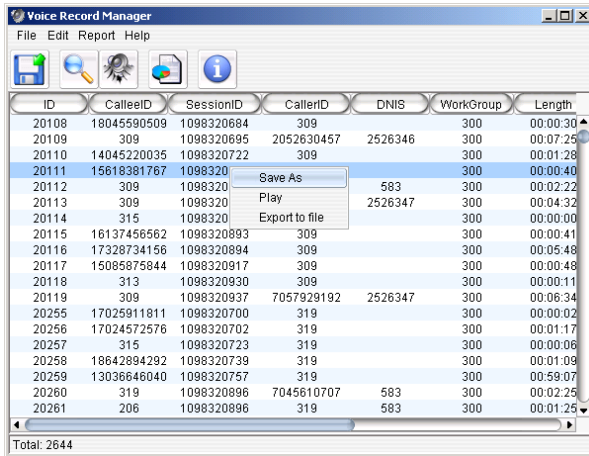 Voice Record Manager
File Edit Report Help
ID CalleeID SessionID CallerID DNIS WorkGroup Length
20108 18045590509 1098320684 309 300 00:00:30
20109 309 1098320695 2052630457 2526346 300 00:07:25
20110 14045220035 1098320722 309 300 00:01:28
20111 15618381767 109832 300 00:00:40
Save As
20112 309 109832 583 300 00:02:22
Play
20113 309 109832 2526347 300 00:04:32
Export to file
20114 315 109832 300 00:00:00
20115 16137456562 1098320893 309 300 00:00:41
20116 17328734156 1098320894 309 300 00:05:48
20117 15085875844 1098320917 309 300 00:00:48
20118 313 1098320930 309 300 00:00:11
20119 309 1098320937 7057929192 2526347 300 00:06:34
20255 17025911811 1098320700 319 300 00:00:02
20256 17024572576 1098320702 319 300 00:01:17
20257 315 1098320723 319 300 00:00:06
20258 18642894292 1098320739 319 300 00:01:09
20259 13036646040 1098320757 319 300 00:59:07
20260 319 1098320896 7045610707 583 300 00:02:25
20261 206 1098320896 319 583 300 00:01:25
Total: 2644